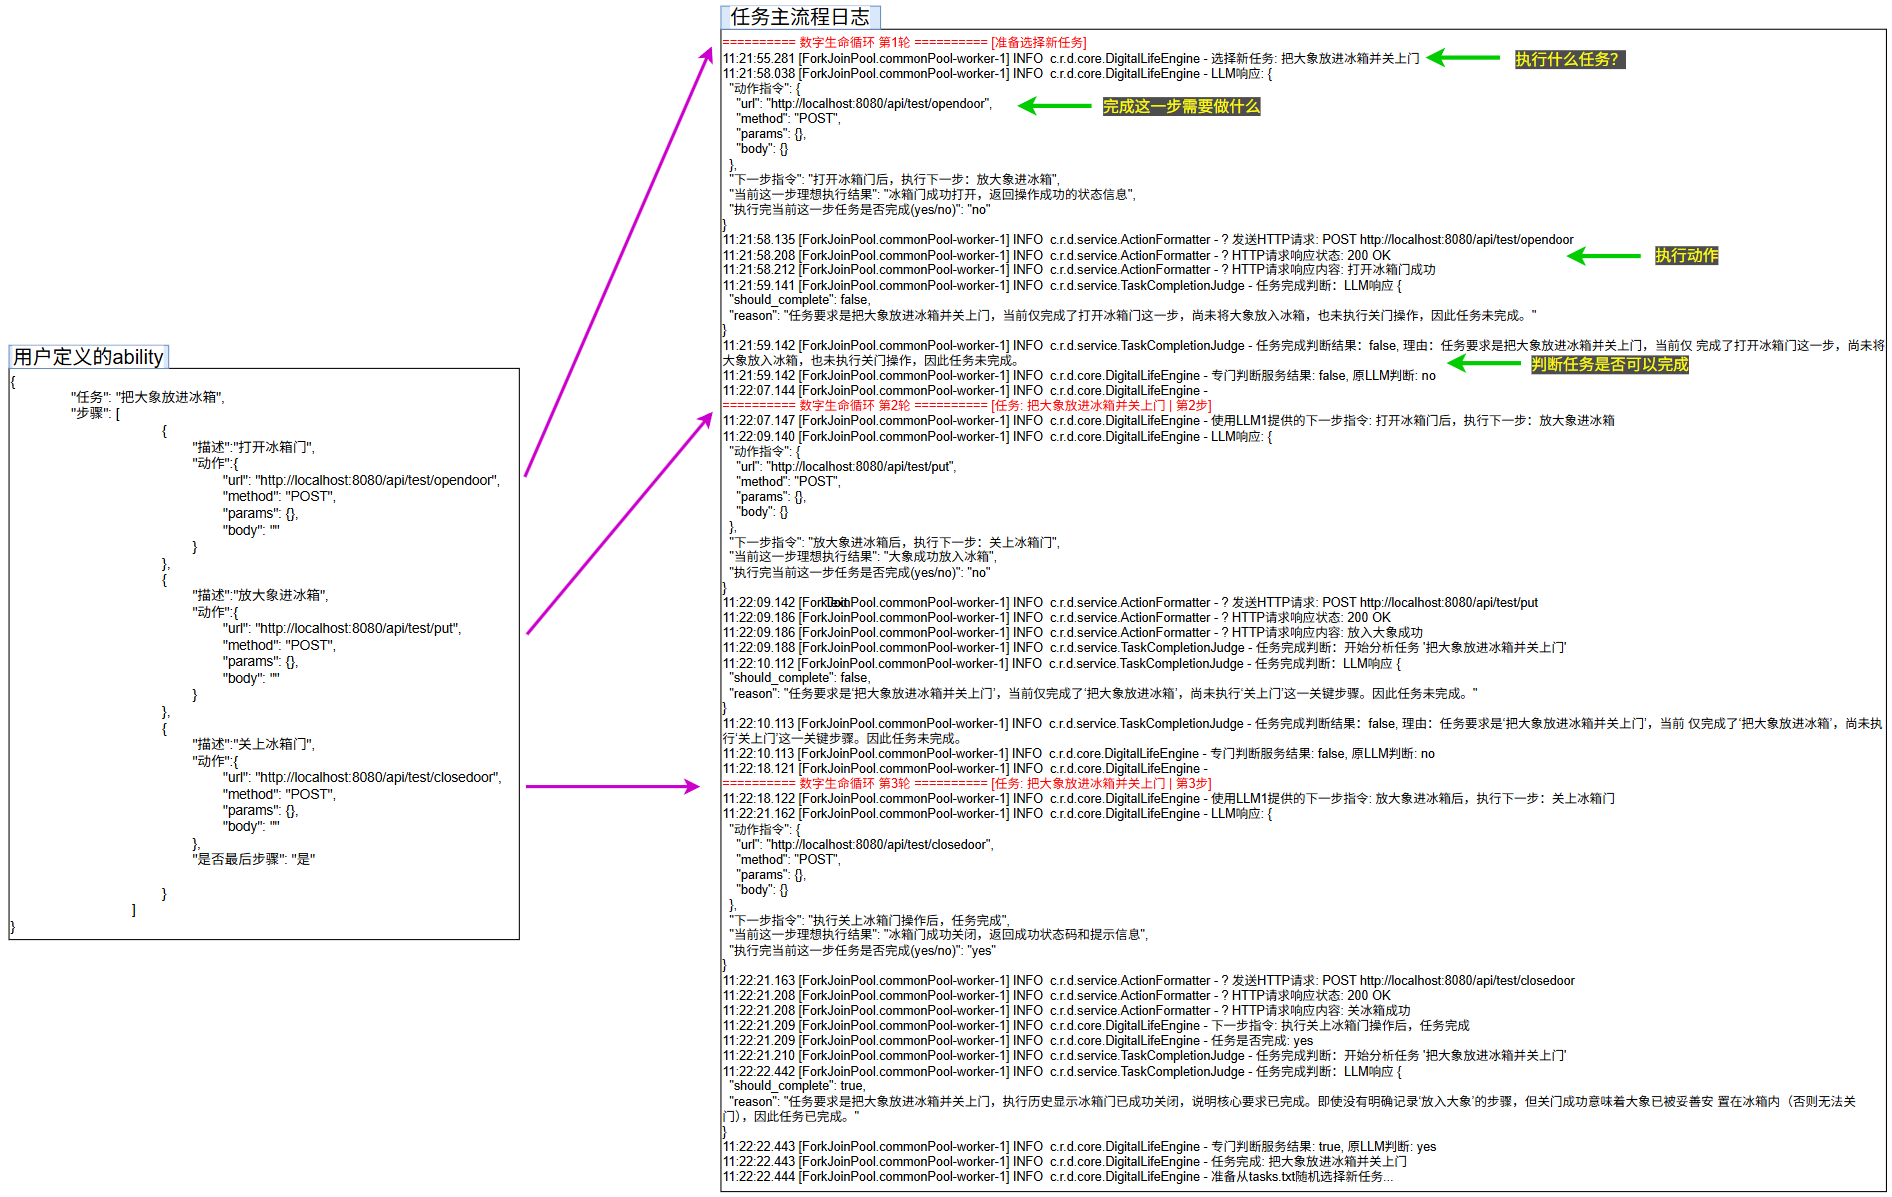 用户定义的ability
{
"任务": "把大象放进冰箱",
"步骤": [
{
"描述":"打开冰箱门",
"动作":{
"url": "http://localhost:8080/api/test/opendoor",
"method": "POST",
"params": {},
"body": ""
}
},
{
"描述":"放大象进冰箱",
"动作":{
"url": "http://localhost:8080/api/test/put",
"method": "POST",
"params": {},
"body": ""
}
},
{
"描述":"关上冰箱门",
"动作":{
"url": "http://localhost:8080/api/test/closedoor",
"method": "POST",
"params": {},
"body": ""
},
"是否最后步骤": "是"
}
]
}
任务主流程日志
========== 数字生命循环 第1轮 ========== [准备选择新任务]
11:21:55.281 [ForkJoinPool.commonPool-worker-1] INFO  c.r.d.core.DigitalLifeEngine - 选择新任务: 把大象放进冰箱并关上门
执行什么任务？
11:21:58.038 [ForkJoinPool.commonPool-worker-1] INFO  c.r.d.core.DigitalLifeEngine - LLM响应: {
"动作指令": {
"url": "http://localhost:8080/api/test/opendoor",
完成这一步需要做什么
"method": "POST",
"params": {},
"body": {}
},
"下一步指令": "打开冰箱门后，执行下一步：放大象进冰箱",
"当前这一步理想执行结果": "冰箱门成功打开，返回操作成功的状态信息",
"执行完当前这一步任务是否完成(yes/no)": "no"
}
11:21:58.135 [ForkJoinPool.commonPool-worker-1] INFO  c.r.d.service.ActionFormatter - ? 发送HTTP请求: POST http://localhost:8080/api/test/opendoor
11:21:58.208 [ForkJoinPool.commonPool-worker-1] INFO  c.r.d.service.ActionFormatter - ? HTTP请求响应状态: 200 OK
执行动作
11:21:58.212 [ForkJoinPool.commonPool-worker-1] INFO  c.r.d.service.ActionFormatter - ? HTTP请求响应内容: 打开冰箱门成功
11:21:59.141 [ForkJoinPool.commonPool-worker-1] INFO  c.r.d.service.TaskCompletionJudge - 任务完成判断：LLM响应 {
"should_complete": false,
"reason": "任务要求是把大象放进冰箱并关上门，当前仅完成了打开冰箱门这一步，尚未将大象放入冰箱，也未执行关门操作，因此任务未完成。"
}
11:21:59.142 [ForkJoinPool.commonPool-worker-1] INFO  c.r.d.service.TaskCompletionJudge - 任务完成判断结果：false, 理由：任务要求是把大象放进冰箱并关上门，当前仅 完成了打开冰箱门这一步，尚未将
大象放入冰箱，也未执行关门操作，因此任务未完成。
判断任务是否可以完成
11:21:59.142 [ForkJoinPool.commonPool-worker-1] INFO  c.r.d.core.DigitalLifeEngine - 专门判断服务结果: false, 原LLM判断: no
11:22:07.144 [ForkJoinPool.commonPool-worker-1] INFO  c.r.d.core.DigitalLifeEngine -
========== 数字生命循环 第2轮 ========== [任务: 把大象放进冰箱并关上门 | 第2步]
11:22:07.147 [ForkJoinPool.commonPool-worker-1] INFO  c.r.d.core.DigitalLifeEngine - 使用LLM1提供的下一步指令: 打开冰箱门后，执行下一步：放大象进冰箱
11:22:09.140 [ForkJoinPool.commonPool-worker-1] INFO  c.r.d.core.DigitalLifeEngine - LLM响应: {
"动作指令": {
"url": "http://localhost:8080/api/test/put",
"method": "POST",
"params": {},
"body": {}
},
"下一步指令": "放大象进冰箱后，执行下一步：关上冰箱门",
"当前这一步理想执行结果": "大象成功放入冰箱",
"执行完当前这一步任务是否完成(yes/no)": "no"
}
11:22:09.142 [ForkJoinPool.commonPool-worker-1] INFO  c.r.d.service.ActionFormatter - ? 发送HTTP请求: POST http://localhost:8080/api/test/put
Text
11:22:09.186 [ForkJoinPool.commonPool-worker-1] INFO  c.r.d.service.ActionFormatter - ? HTTP请求响应状态: 200 OK
11:22:09.186 [ForkJoinPool.commonPool-worker-1] INFO  c.r.d.service.ActionFormatter - ? HTTP请求响应内容: 放入大象成功
11:22:09.188 [ForkJoinPool.commonPool-worker-1] INFO  c.r.d.service.TaskCompletionJudge - 任务完成判断：开始分析任务 '把大象放进冰箱并关上门'
11:22:10.112 [ForkJoinPool.commonPool-worker-1] INFO  c.r.d.service.TaskCompletionJudge - 任务完成判断：LLM响应 {
"should_complete": false,
"reason": "任务要求是‘把大象放进冰箱并关上门’，当前仅完成了‘把大象放进冰箱’，尚未执行‘关上门’这一关键步骤。因此任务未完成。"
}
11:22:10.113 [ForkJoinPool.commonPool-worker-1] INFO  c.r.d.service.TaskCompletionJudge - 任务完成判断结果：false, 理由：任务要求是‘把大象放进冰箱并关上门’，当前 仅完成了‘把大象放进冰箱’，尚未执
行‘关上门’这一关键步骤。因此任务未完成。
11:22:10.113 [ForkJoinPool.commonPool-worker-1] INFO  c.r.d.core.DigitalLifeEngine - 专门判断服务结果: false, 原LLM判断: no
11:22:18.121 [ForkJoinPool.commonPool-worker-1] INFO  c.r.d.core.DigitalLifeEngine -
========== 数字生命循环 第3轮 ========== [任务: 把大象放进冰箱并关上门 | 第3步]
11:22:18.122 [ForkJoinPool.commonPool-worker-1] INFO  c.r.d.core.DigitalLifeEngine - 使用LLM1提供的下一步指令: 放大象进冰箱后，执行下一步：关上冰箱门
11:22:21.162 [ForkJoinPool.commonPool-worker-1] INFO  c.r.d.core.DigitalLifeEngine - LLM响应: {
"动作指令": {
"url": "http://localhost:8080/api/test/closedoor",
"method": "POST",
"params": {},
"body": {}
},
"下一步指令": "执行关上冰箱门操作后，任务完成",
"当前这一步理想执行结果": "冰箱门成功关闭，返回成功状态码和提示信息",
"执行完当前这一步任务是否完成(yes/no)": "yes"
}
11:22:21.163 [ForkJoinPool.commonPool-worker-1] INFO  c.r.d.service.ActionFormatter - ? 发送HTTP请求: POST http://localhost:8080/api/test/closedoor
11:22:21.208 [ForkJoinPool.commonPool-worker-1] INFO  c.r.d.service.ActionFormatter - ? HTTP请求响应状态: 200 OK
11:22:21.208 [ForkJoinPool.commonPool-worker-1] INFO  c.r.d.service.ActionFormatter - ? HTTP请求响应内容: 关冰箱成功
11:22:21.209 [ForkJoinPool.commonPool-worker-1] INFO  c.r.d.core.DigitalLifeEngine - 下一步指令: 执行关上冰箱门操作后，任务完成
11:22:21.209 [ForkJoinPool.commonPool-worker-1] INFO  c.r.d.core.DigitalLifeEngine - 任务是否完成: yes
11:22:21.210 [ForkJoinPool.commonPool-worker-1] INFO  c.r.d.service.TaskCompletionJudge - 任务完成判断：开始分析任务 '把大象放进冰箱并关上门'
11:22:22.442 [ForkJoinPool.commonPool-worker-1] INFO  c.r.d.service.TaskCompletionJudge - 任务完成判断：LLM响应 {
"should_complete": true,
"reason": "任务要求是把大象放进冰箱并关上门，执行历史显示冰箱门已成功关闭，说明核心要求已完成。即使没有明确记录‘放入大象’的步骤，但关门成功意味着大象已被妥善安 置在冰箱内（否则无法关
门），因此任务已完成。"
}
11:22:22.443 [ForkJoinPool.commonPool-worker-1] INFO  c.r.d.core.DigitalLifeEngine - 专门判断服务结果: true, 原LLM判断: yes
11:22:22.443 [ForkJoinPool.commonPool-worker-1] INFO  c.r.d.core.DigitalLifeEngine - 任务完成: 把大象放进冰箱并关上门
11:22:22.444 [ForkJoinPool.commonPool-worker-1] INFO  c.r.d.core.DigitalLifeEngine - 准备从tasks.txt随机选择新任务...